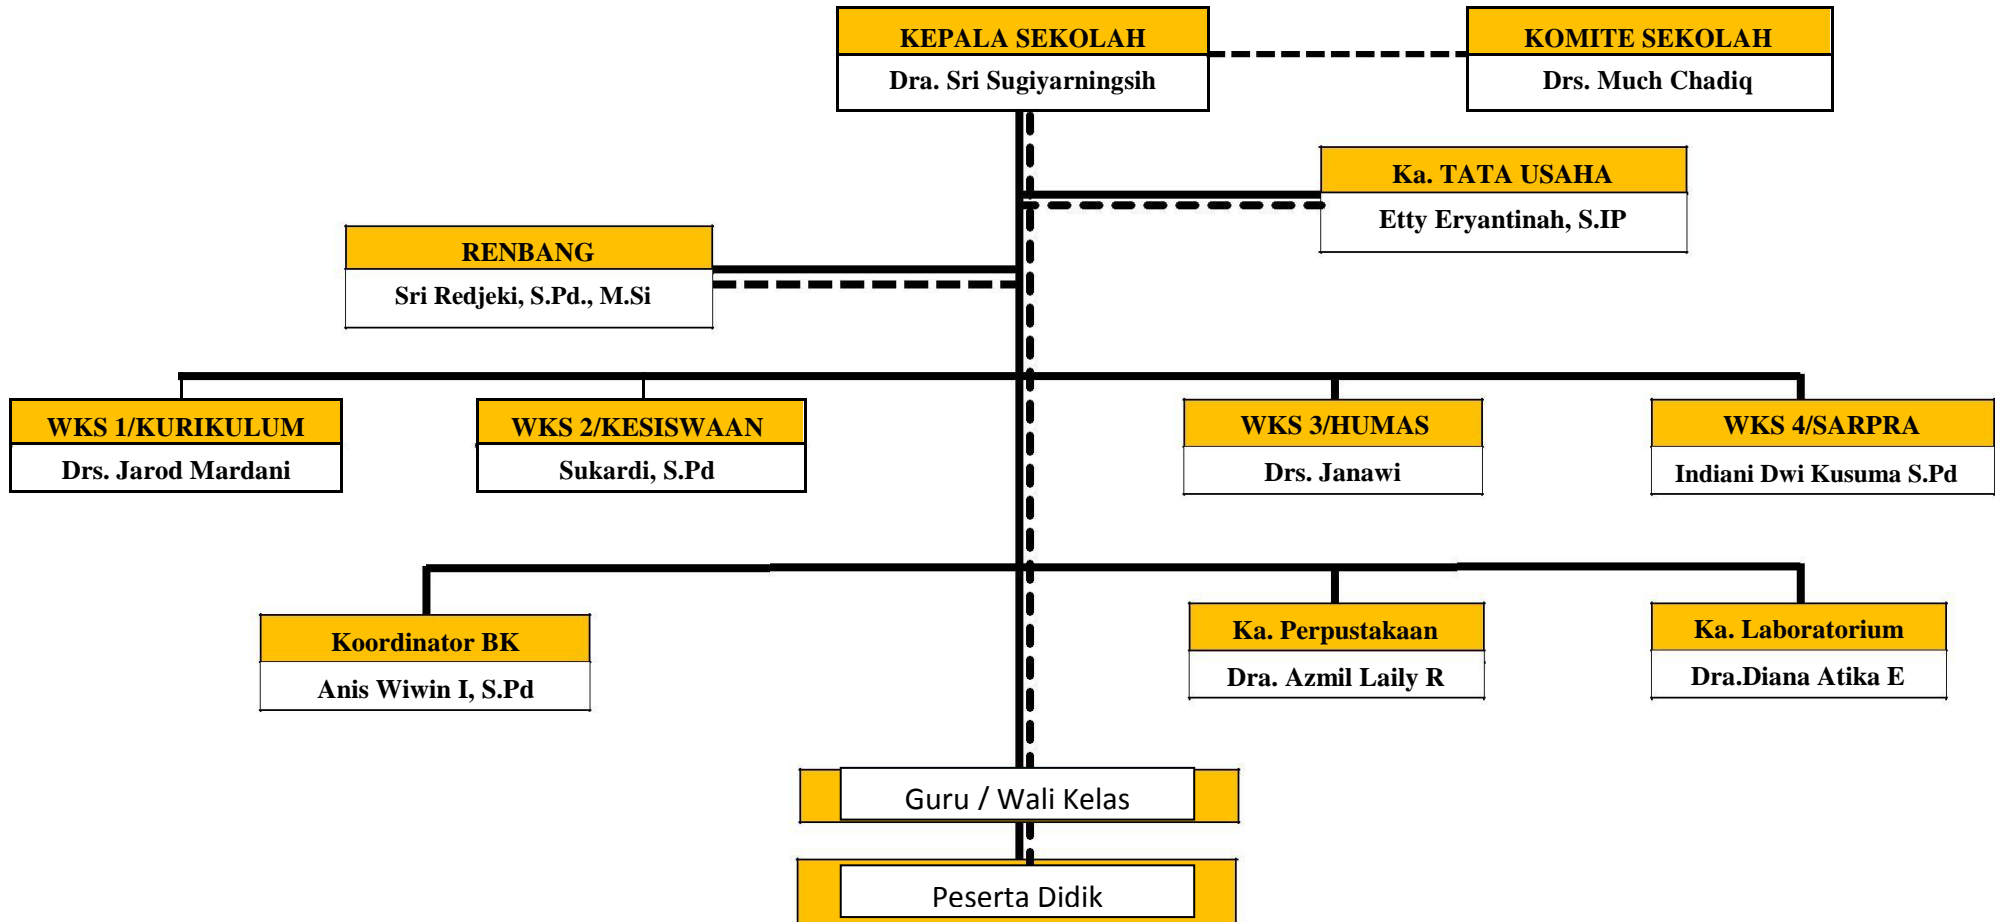 KEPALA SEKOLAH
Dra. Sri Sugiyarningsih
KOMITE SEKOLAH
Drs. Much Chadiq
Ka. TATA USAHA
Etty Eryantinah, S.IP
RENBANG
Sri Redjeki, S.Pd., M.Si
WKS 1/KURIKULUM
Drs. Jarod Mardani
WKS 2/KESISWAAN
Sukardi, S.Pd
WKS 3/HUMAS
Drs. Janawi
WKS 4/SARPRA
Indiani Dwi Kusuma S.Pd
Koordinator BK
Anis Wiwin I, S.Pd
Ka. Perpustakaan
Dra. Azmil Laily R
Ka. Laboratorium
Dra.Diana Atika E
Guru / Wali Kelas
Peserta Didik